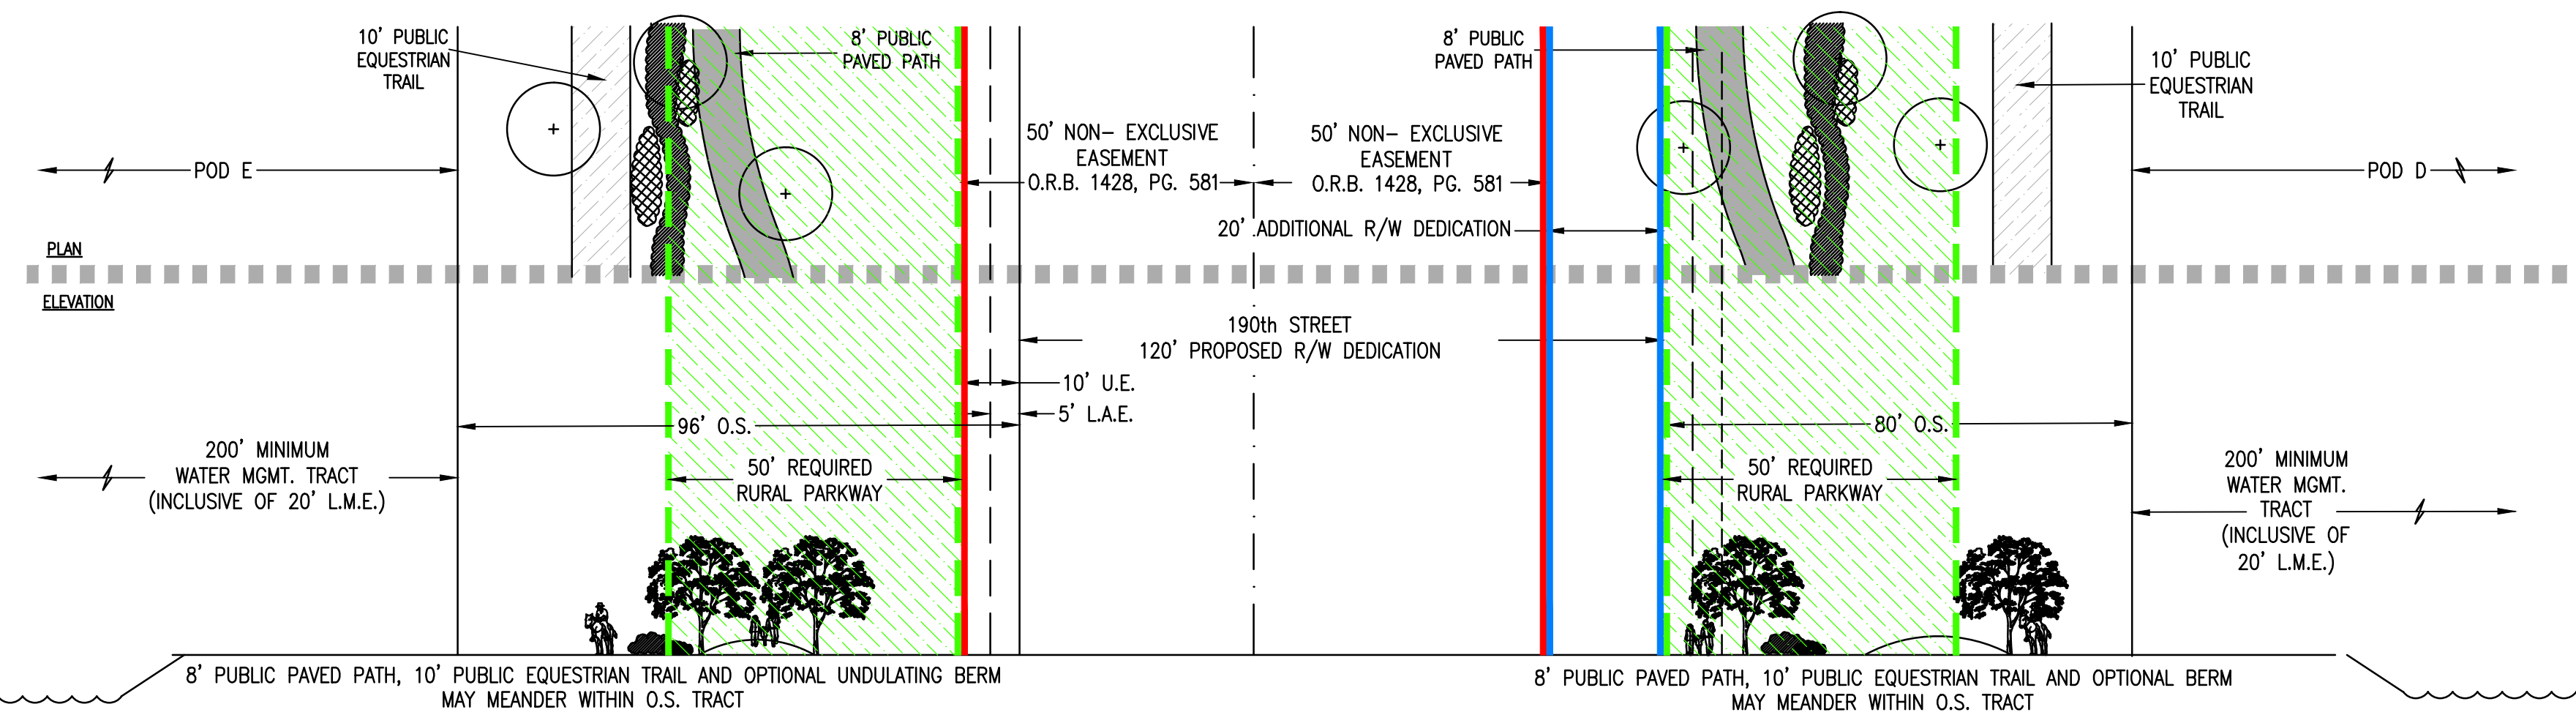 10' PUBLIC
EQUESTRIAN
TRAIL
8' PUBLIC
PAVED PATH
8' PUBLIC
PAVED PATH
10' PUBLIC
EQUESTRIAN
TRAIL
50' NON- EXCLUSIVE
EASEMENT
O.R.B. 1428, PG. 581
50' NON- EXCLUSIVE
EASEMENT
O.R.B. 1428, PG. 581
POD E
POD D
20' ADDITIONAL R/W DEDICATION
PLAN
ELEVATION
190th STREET
120' PROPOSED R/W DEDICATION
10' U.E.
5' L.A.E.
96' O.S.
80' O.S.
200' MINIMUM
WATER MGMT. TRACT
(INCLUSIVE OF 20' L.M.E.)
50' REQUIRED
RURAL PARKWAY
50' REQUIRED
RURAL PARKWAY
200' MINIMUM
WATER MGMT.
TRACT
(INCLUSIVE OF
20' L.M.E.)
8' PUBLIC PAVED PATH, 10' PUBLIC EQUESTRIAN TRAIL AND OPTIONAL UNDULATING BERM
MAY MEANDER WITHIN O.S. TRACT
8' PUBLIC PAVED PATH, 10' PUBLIC EQUESTRIAN TRAIL AND OPTIONAL BERM
MAY MEANDER WITHIN O.S. TRACT